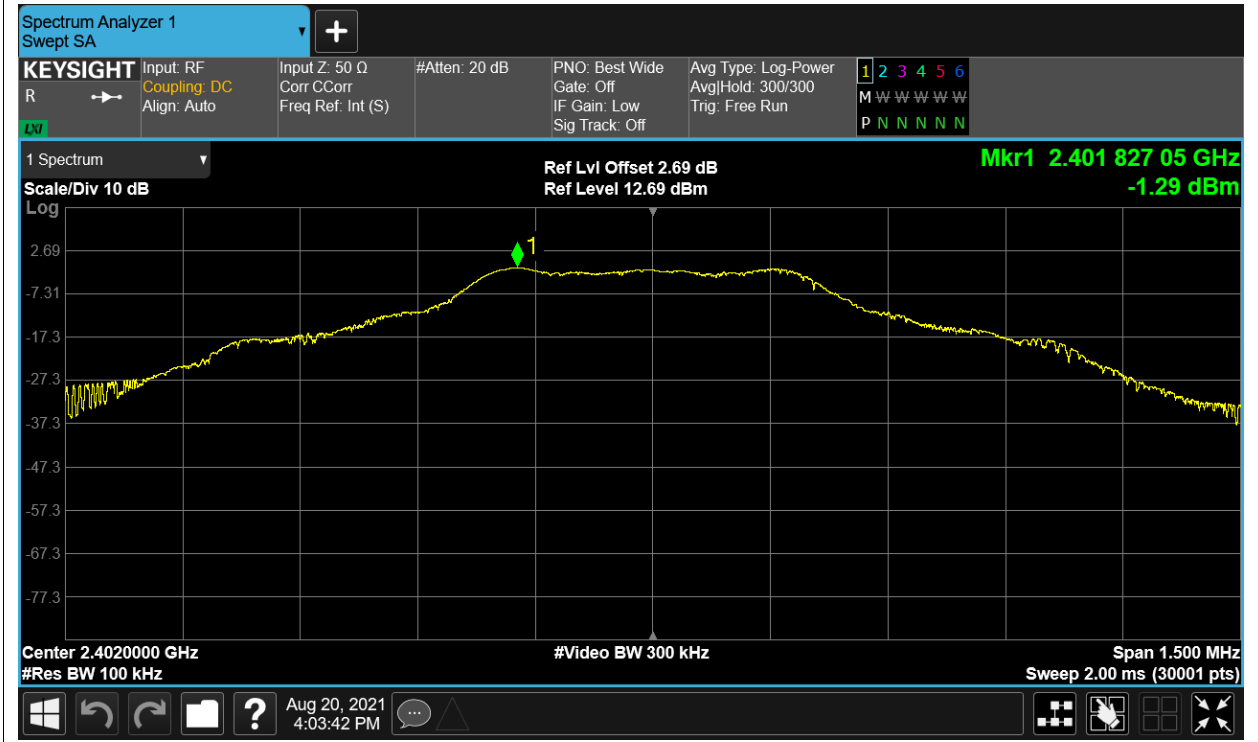 Spectrum Analyzer 1
Swept SA
KEYSIGHT
R
LXI
Input: RF
Coupling: DC
Align: Auto
Input Z: 50 Ω
Corr CCorr
Freq Ref: Int (S)
#Atten: 20 dB
PNO: Best Wide
Gate: Off
IF Gain: Low
Sig Track: Off
Avg Type: Log-Power
Avg|Hold: 300/300
Trig: Free Run
1 2 3 4 5 6
M W W W W W
P N N N N N
1 Spectrum
Scale/Div 10 dB
Log
Ref Lvl Offset 2.69 dB
Ref Level 12.69 dBm
Mkr1 2.401 827 05 GHz
-1.29 dBm
1
2.69
-7.31
-17.3
-27.3
-37.3
-47.3
-57.3
-67.3
-77.3
Center 2.4020000 GHz
#Video BW 300 kHz
Span 1.500 MHz
#Res BW 100 kHz
Sweep 2.00 ms (30001 pts)
?
Aug 20, 2021
4:03:42 PM